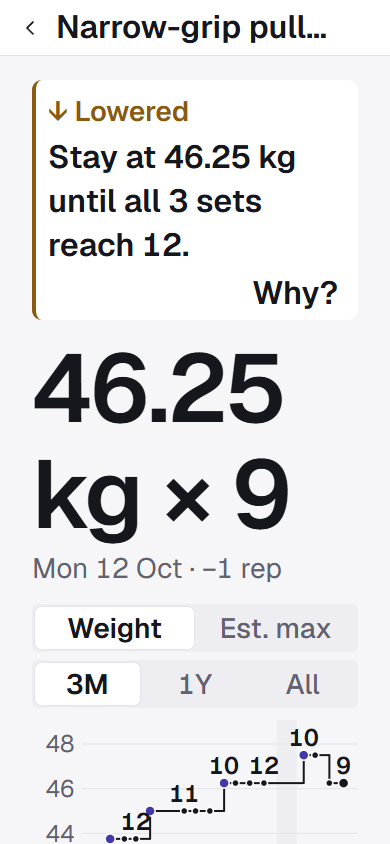 Narrow-grip pull...
↓ Lowered
Stay at 46.25 kg
until all 3 sets
reach 12.
Why?
46.25
kg × 9
Mon 12 Oct · −1 rep
Weight Est. max
3M 1Y All
48
10
10 12 9
46
11
12
44